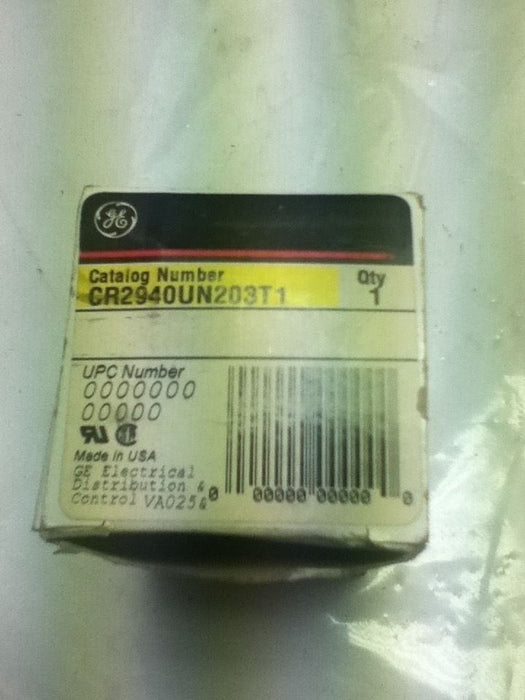 GE
Catalog Number
CR2940UN203T1
Qty
1
UPC Number
0000000
00000
Made in USA
GE Electrical
Distribution &
Control VA025&
0 00000 00000 0